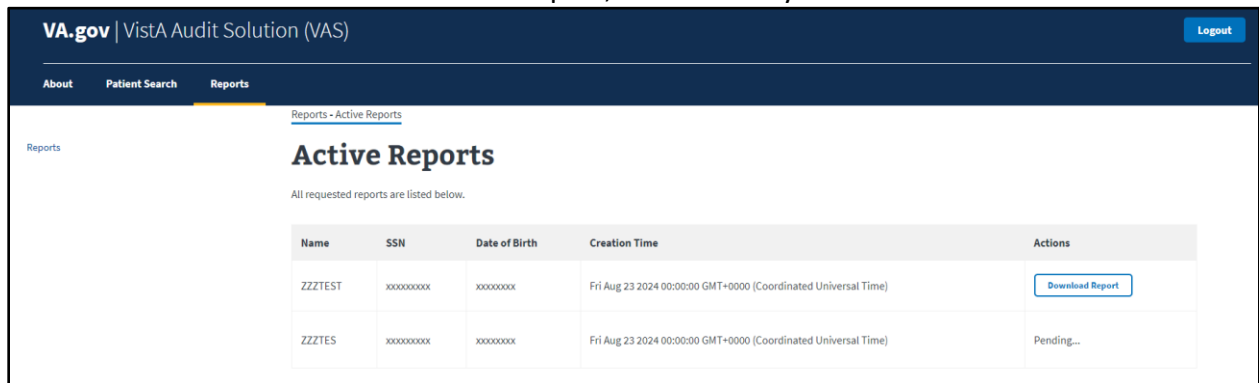 VA.gov | VistA Audit Solution (VAS)
Logout
About Patient Search Reports
Reports - Active Reports
Reports
Active Reports
All requested reports are listed below.
Name SSN Date of Birth Creation Time Actions
ZZZTEST xxxxxxxxx xxxxxxxx Fri Aug 23 2024 00:00:00 GMT+0000 (Coordinated Universal Time) Download Report
ZZZTES xxxxxxxxx xxxxxxxx Fri Aug 23 2024 00:00:00 GMT+0000 (Coordinated Universal Time) Pending...